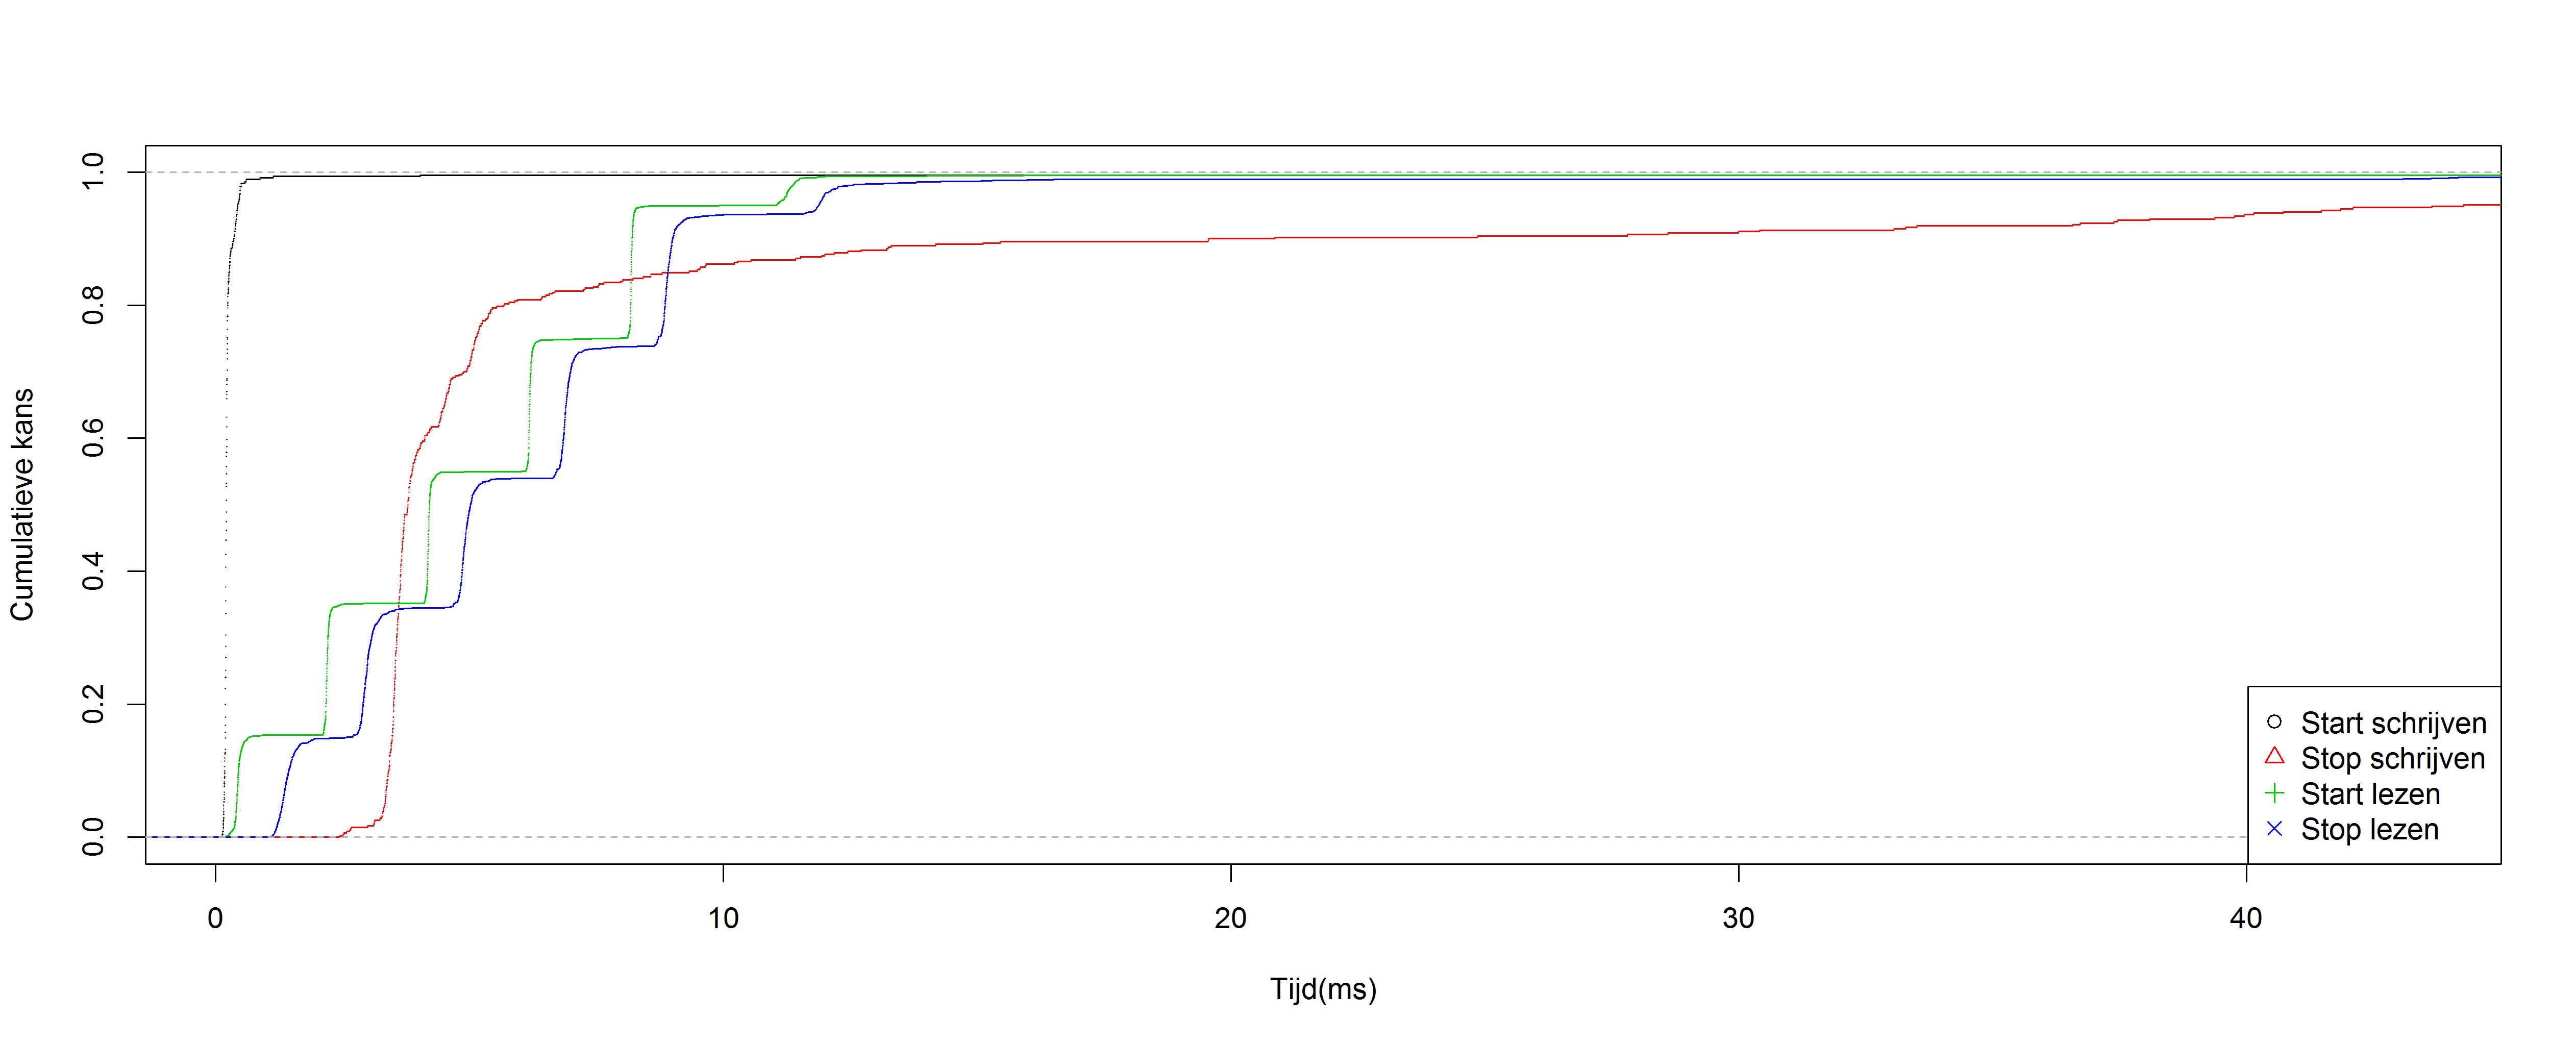 Cumulatieve kans
1.0
0.8
0.6
0.4
0.2
0.0
0 10 20 30 40
Tijd(ms)
Start schrijven
Stop schrijven
Start lezen
Stop lezen